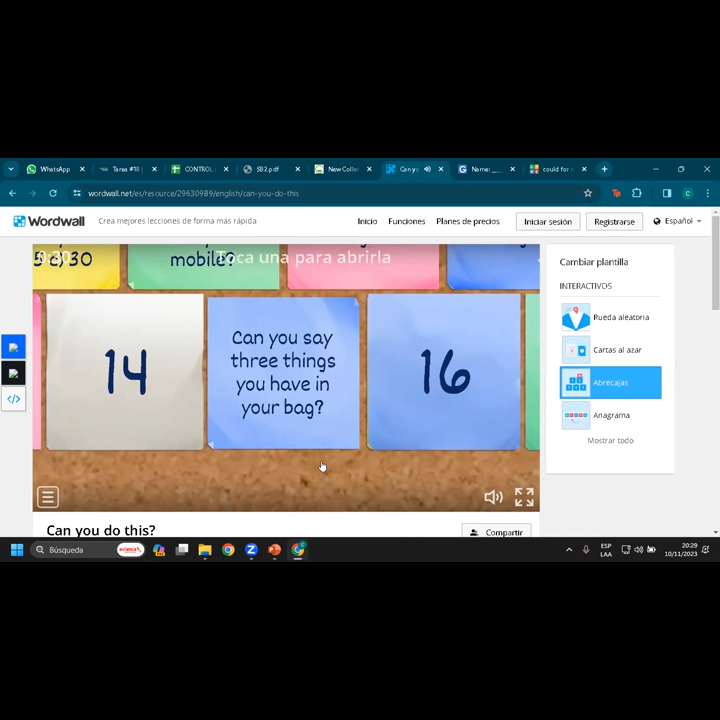 WhatsApp
Tarea #18 |
CONTROL
SB2.pdf
New Coll
Can yo
Name: ___
could for
wordwall.net/es/resource/29630989/english/can-you-do-this
Wordwall
Crea mejores lecciones de forma más rápida
Inicio
Funciones
Planes de precios
Iniciar sesión
Registrarse
Español
Toca una para abrirla
mobile?
14
Can you say
three things
you have in
your bag?
16
Cambiar plantilla
INTERACTIVOS
Rueda aleatoria
Cartas al azar
Abrecajas
Anagrama
Mostrar todo
Can you do this?
Compartir
Búsqueda
avianca
ESP
LAA
20:29
10/11/2023